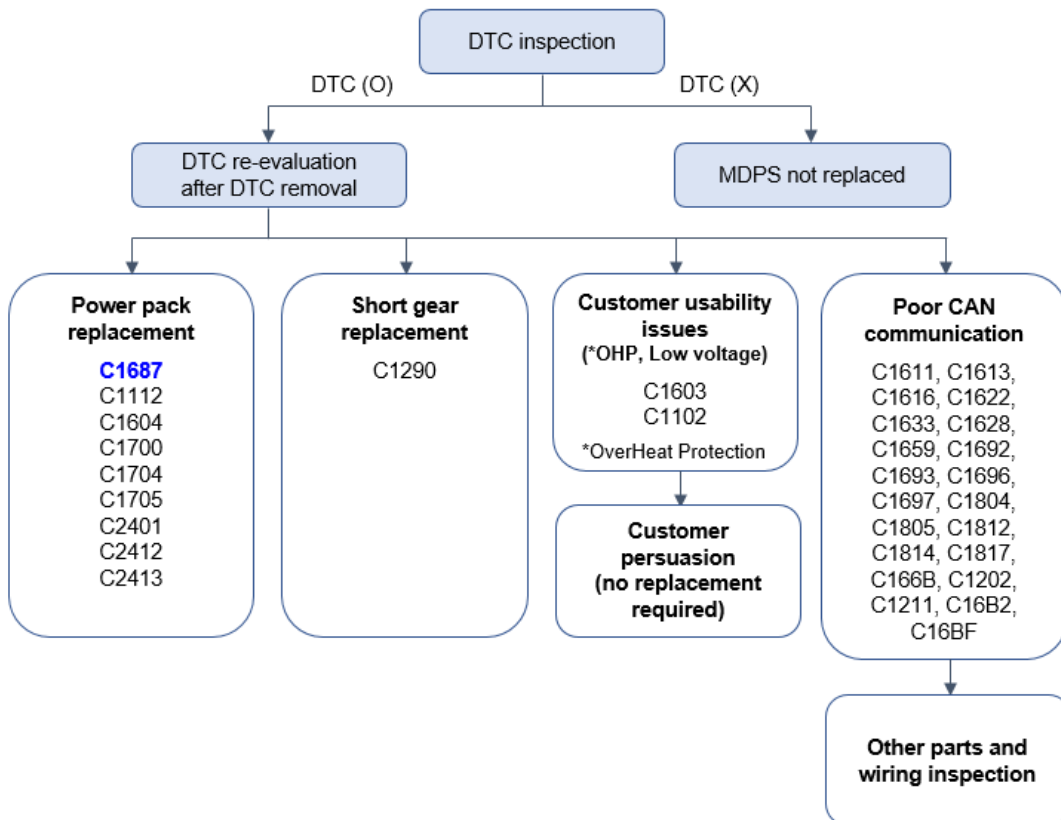 DTC inspection
DTC (O)
DTC (X)
DTC re-evaluation
after DTC removal
MDPS not replaced
Power pack
replacement
C1687
C1112
C1604
C1700
C1704
C1705
C2401
C2412
C2413
Short gear
replacement
C1290
Customer usability
issues
(*OHP, Low voltage)
C1603
C1102
*OverHeat Protection
Customer
persuasion
(no replacement
required)
Poor CAN
communication
C1611, C1613,
C1616, C1622,
C1633, C1628,
C1659, C1692,
C1693, C1696,
C1697, C1804,
C1805, C1812,
C1814, C1817,
C166B, C1202,
C1211, C16B2,
C16BF
Other parts and
wiring inspection